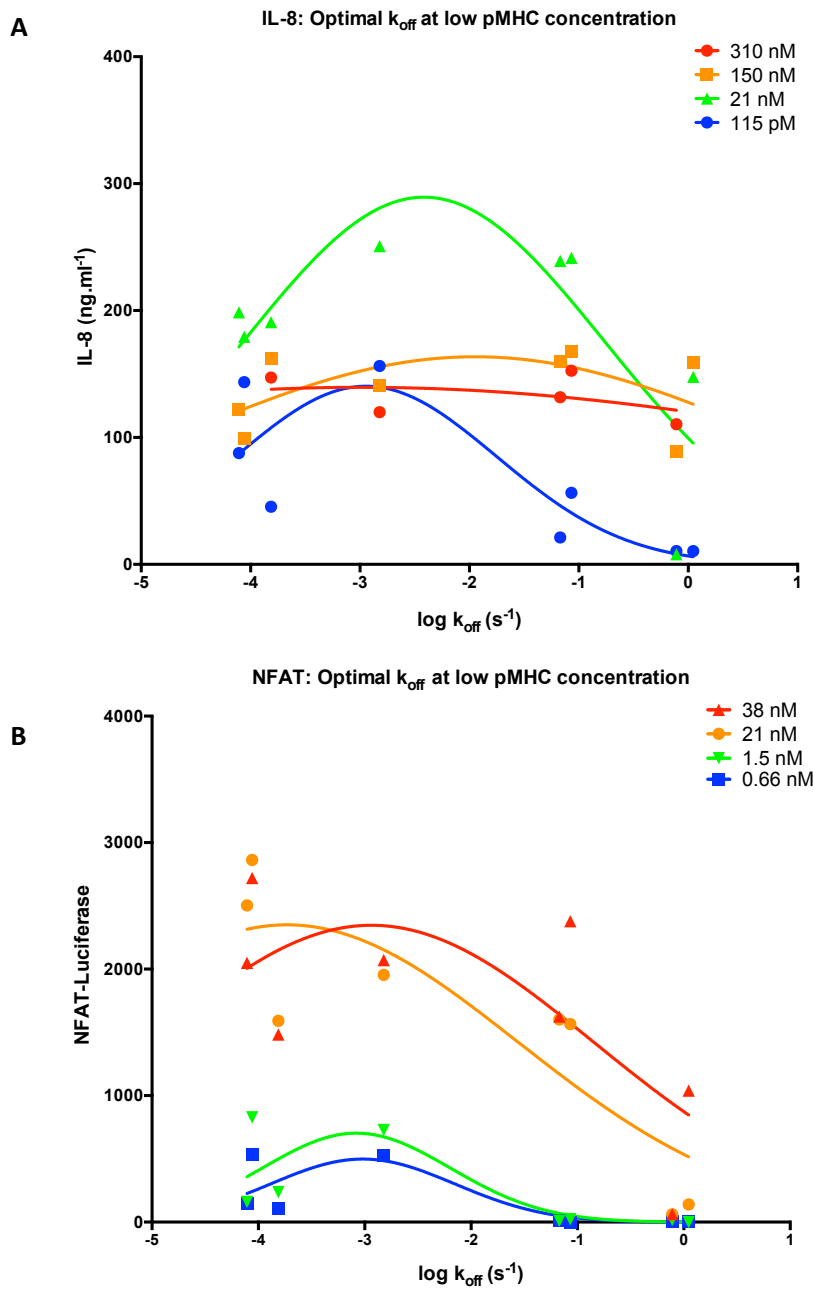 A
IL-8: Optimal koff at low pMHC concentration
310 nM
150 nM
21 nM
115 pM
400
300
200
100
0
IL-8 (ng.ml-1)
-5 -4 -3 -2 -1 0 1
log koff (s-1)
B
NFAT: Optimal koff at low pMHC concentration
38 nM
21 nM
1.5 nM
0.66 nM
4000
3000
2000
1000
0
NFAT-Luciferase
-5 -4 -3 -2 -1 0 1
log koff (s-1)